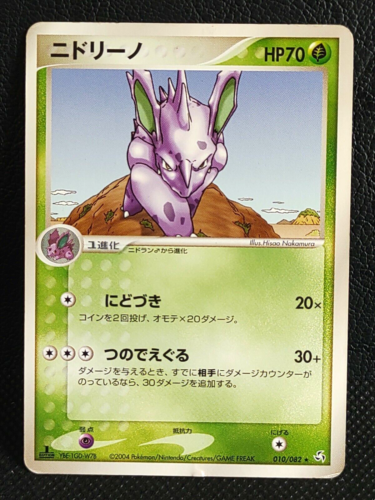 ニドリーノ HP70
Illus.Hisao Nakamura
1進化 ニドラン♂から進化
にどづき 20×
コインを2回投げ、オモテ×20ダメージ。
つのでえぐる 30+
ダメージを与えるとき、すでに相手にダメージカウンターがのっているなら、30ダメージを追加する。
弱点 抵抗力 にげる
1 EDITION YRE-1G0-W7B ©2004 Pokémon/Nintendo/Creatures/GAME FREAK 010/082 ★